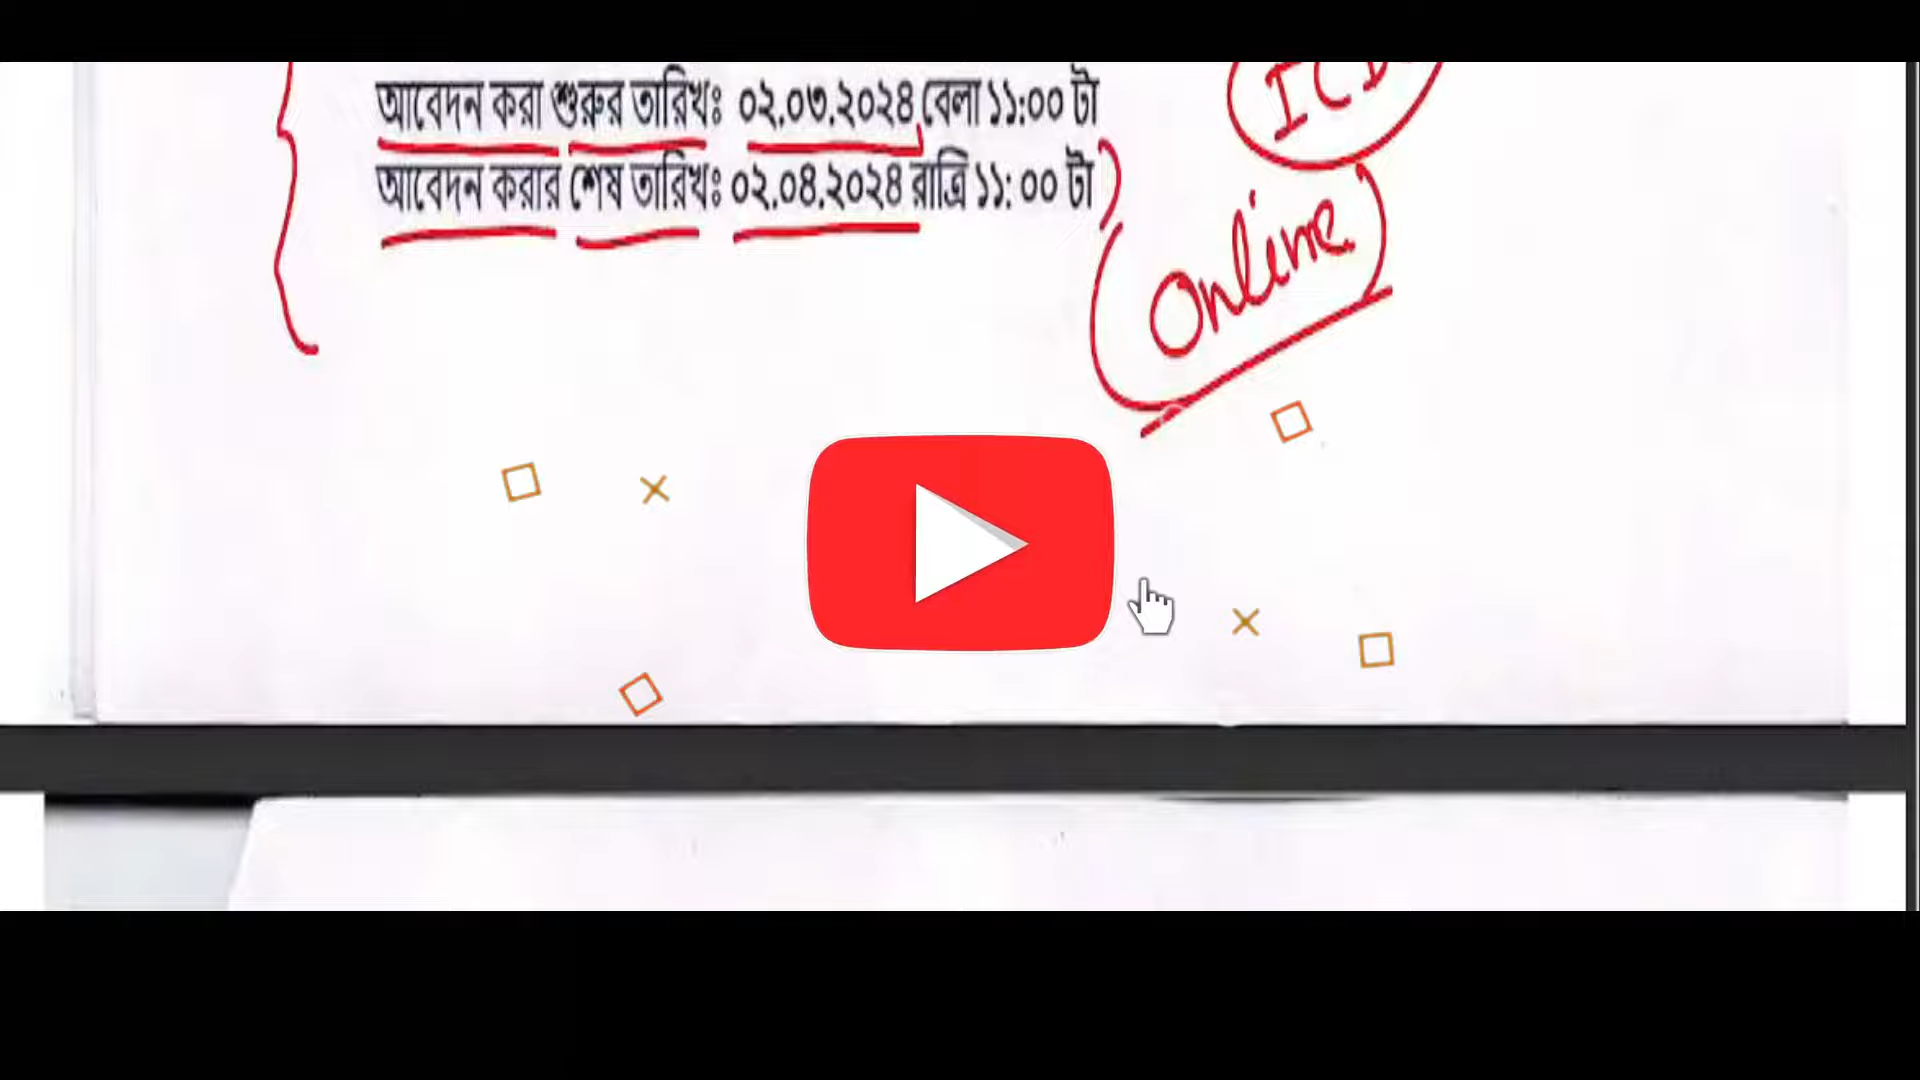 আবেদন করা শুরুর তারিখঃ ০২.০৩.২০২৪ বেলা ১১:০০ টা
আবেদন করার শেষ তারিখঃ ০২.০৪.২০২৪ রাত্রি ১১: ০০ টা
Online